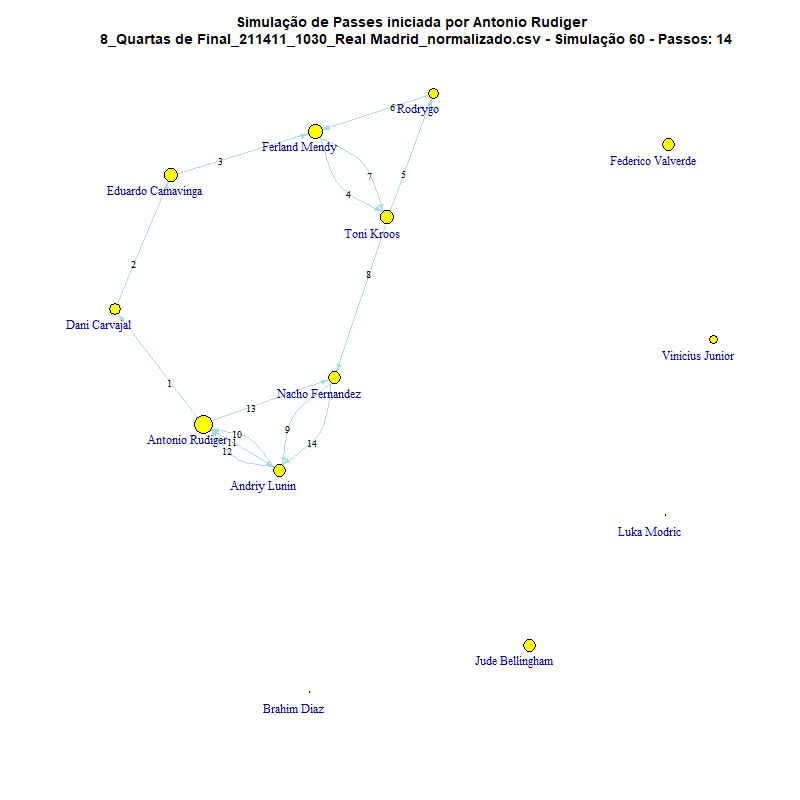 Simulação de Passes iniciada por Antonio Rudiger
8_Quartas de Final_211411_1030_Real Madrid_normalizado.csv - Simulação 60 - Passos: 14
6
Rodrygo
Ferland Mendy
Federico Valverde
3
5
7
Eduardo Camavinga
4
Toni Kroos
2
8
Dani Carvajal
Vinicius Junior
1
Nacho Fernandez
13
9
10
Antonio Rudiger
11
14
12
Andriy Lunin
Luka Modric
Jude Bellingham
Brahim Diaz